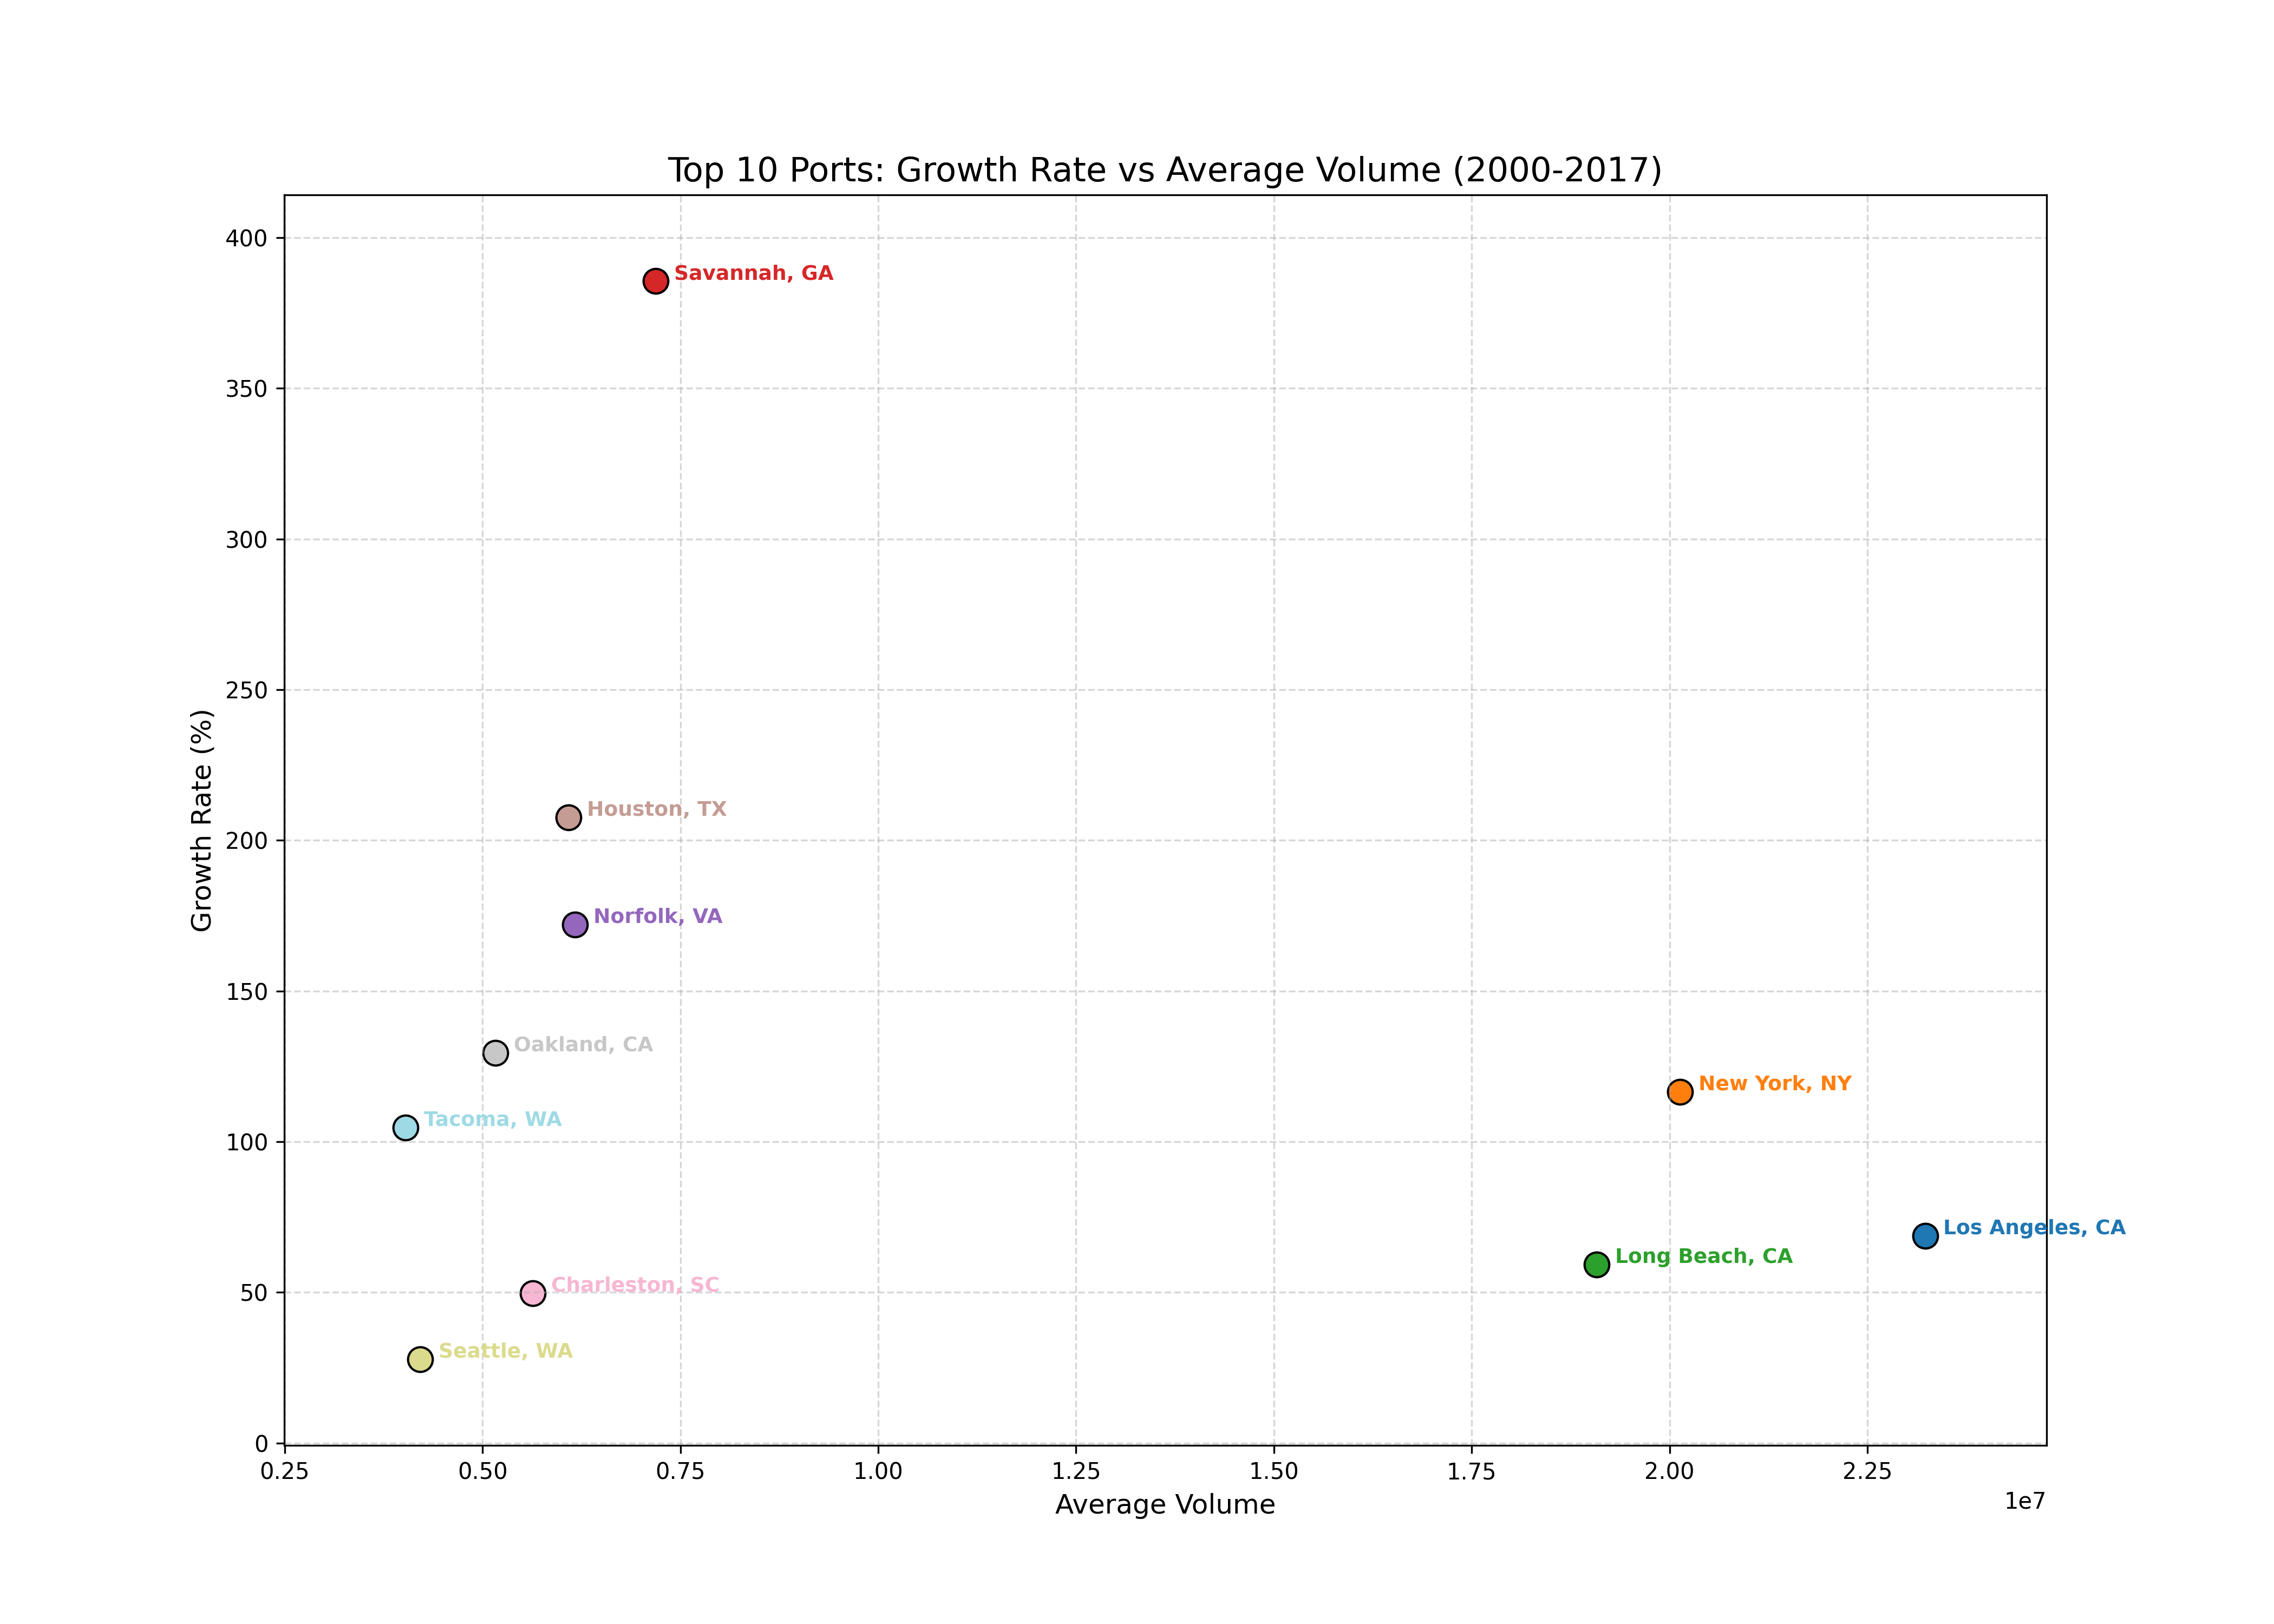 Top 10 Ports: Growth Rate vs Average Volume (2000-2017)
400
Savannah, GA
350
300
250
Growth Rate (%)
Houston, TX
200
Norfolk, VA
150
Oakland, CA
New York, NY
Tacoma, WA
100
Los Angeles, CA
Long Beach, CA
Charleston, SC
50
Seattle, WA
0
0.25 0.50 0.75 1.00 1.25 1.50 1.75 2.00 2.25
1e7
Average Volume